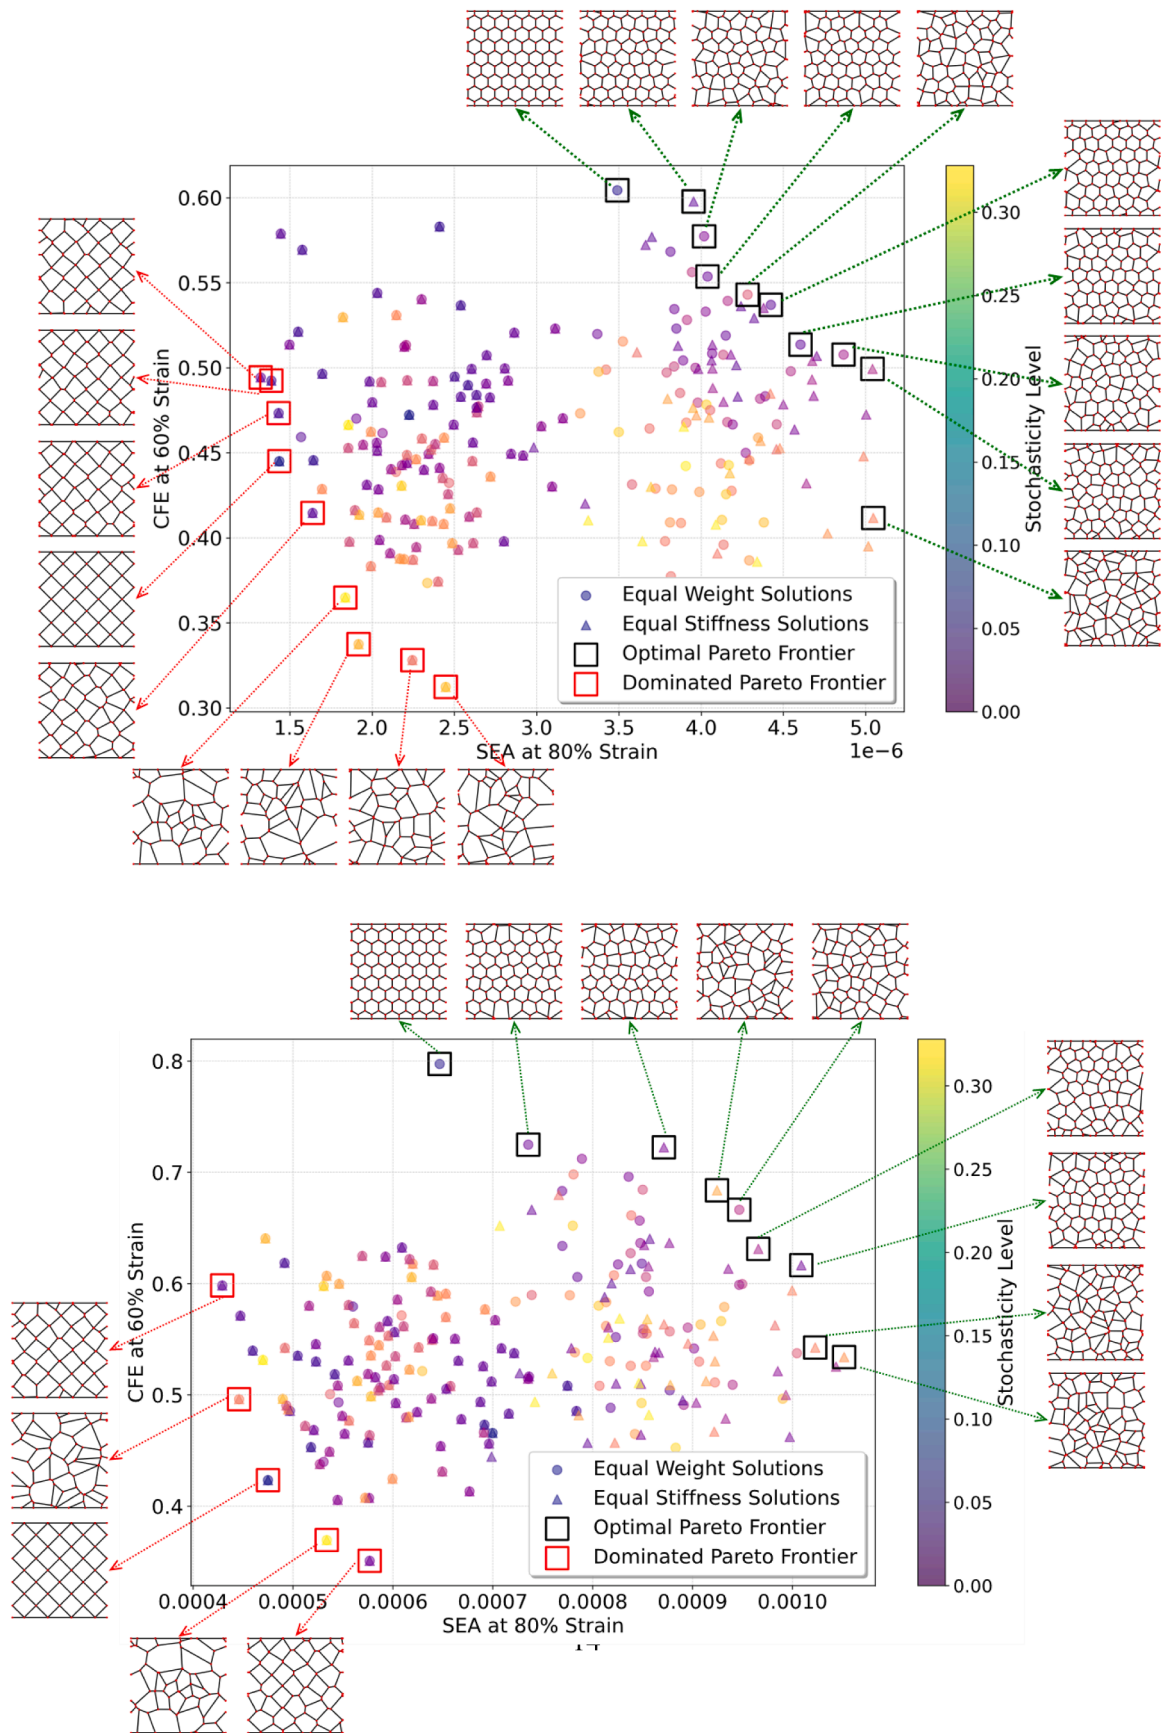 0.60
0.55
0.50
0.45
0.40
0.35
0.30
CFE at 60% Strain
1.5 2.0 2.5 3.0 3.5 4.0 4.5 5.0
1e−6
SEA at 80% Strain
Equal Weight Solutions
Equal Stiffness Solutions
Optimal Pareto Frontier
Dominated Pareto Frontier
0.30
0.25
0.20
0.15
0.10
0.05
0.00
Stochasticity Level
0.8
0.7
0.6
0.5
0.4
CFE at 60% Strain
0.0004 0.0005 0.0006 0.0007 0.0008 0.0009 0.0010
SEA at 80% Strain
Equal Weight Solutions
Equal Stiffness Solutions
Optimal Pareto Frontier
Dominated Pareto Frontier
0.30
0.25
0.20
0.15
0.10
0.05
0.00
Stochasticity Level